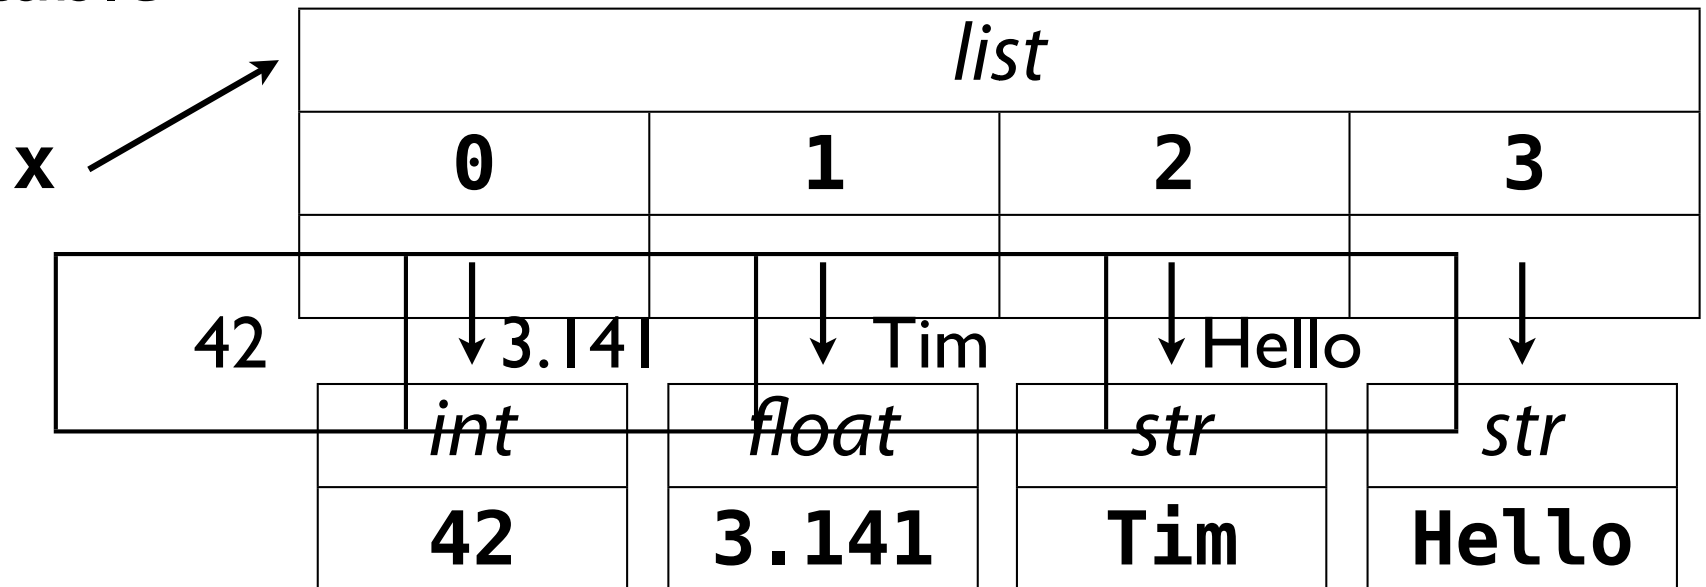 list
x
0 1 2 3
42 3.141 Tim Hello
int float str str
42 3.141 Tim Hello